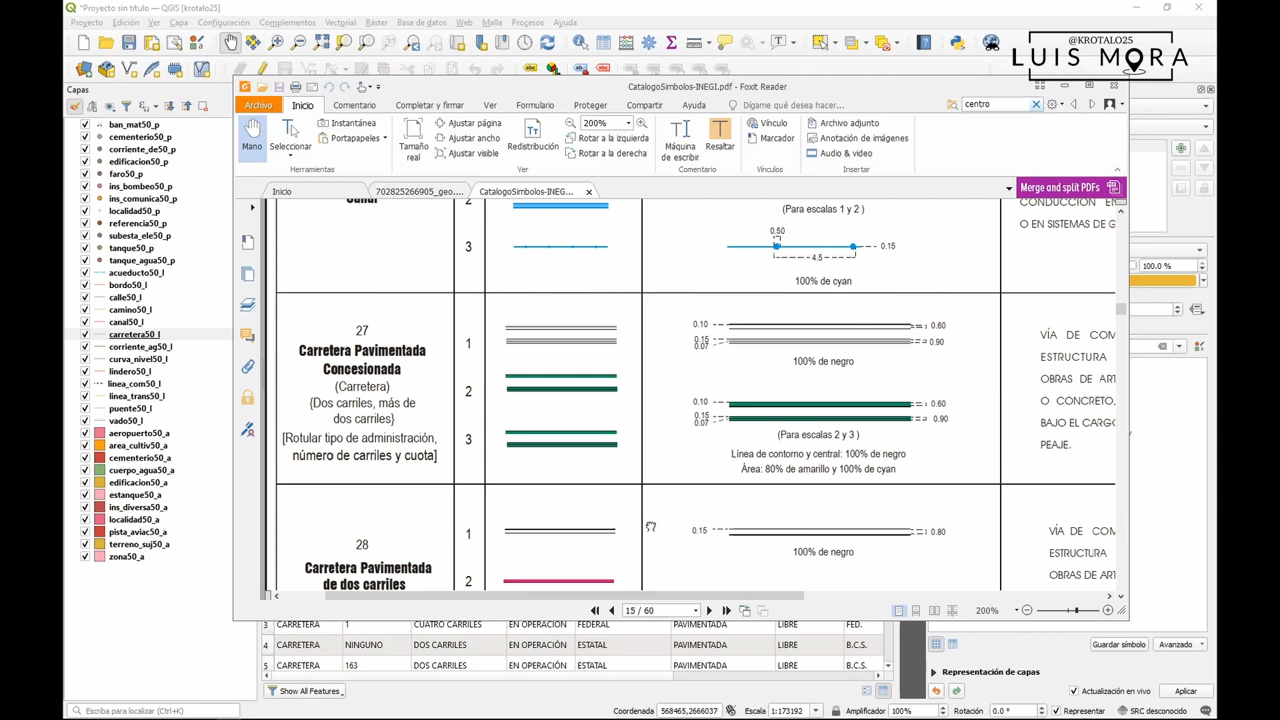 *Proyecto sin título — QGIS [krotalo25]
Proyecto Edición Ver Capa Configuración Complementos Vectorial Ráster Base de datos Web Malla Procesos Ayuda
@KROTALO25
LUIS MORA
Capas
ban_mat50_p
cementerio50_p
corriente_de50_p
edificacion50_p
faro50_p
ins_bombeo50_p
ins_comunica50_p
localidad50_p
referencia50_p
subesta_ele50_p
tanque50_p
tanque_agua50_p
acueducto50_l
bordo50_l
calle50_l
camino50_l
canal50_l
carretera50_l
corriente_ag50_l
curva_nivel50_l
lindero50_l
linea_com50_l
linea_trans50_l
puente50_l
vado50_l
aeropuerto50_a
area_cultiv50_a
cementerio50_a
cuerpo_agua50_a
edificacion50_a
estanque50_a
ins_diversa50_a
localidad50_a
pista_aviac50_a
terreno_suj50_a
zona50_a
CatalogoSimbolos-INEGI.pdf - Foxit Reader
Archivo Inicio Comentario Completar y firmar Ver Formulario Proteger Compartir Ayuda Dígame qué desea hacer... centro
Mano
Seleccionar
Instantánea
Portapapeles
Herramientas
Tamaño real
Ajustar página
Ajustar ancho
Ajustar visible
Redistribución
200%
Rotar a la izquierda
Rotar a la derecha
Ver
Máquina de escribir
Resaltar
Comentario
Vínculo
Marcador
Vínculos
Archivo adjunto
Anotación de imágenes
Audio & video
Insertar
Inicio 702825266905_geo.... CatalogoSimbolos-INEG...
Merge and split PDFs
Canal
2
(Para escalas 1 y 2 )
CONDUCCIÓN EN
O EN SISTEMAS DE G
3
0.50
0.15
4.5
100% de cyan
27
Carretera Pavimentada
Concesionada
(Carretera)
{Dos carriles, más de
dos carriles}
[Rotular tipo de administración,
número de carriles y cuota]
1
2
3
0.10 0.60
0.15 0.90
0.07
100% de negro
0.10 0.60
0.15 0.90
0.07
(Para escalas 2 y 3 )
Línea de contorno y central: 100% de negro
Área: 80% de amarillo y 100% de cyan
VÍA DE COM
ESTRUCTURA
OBRAS DE ART
O CONCRETO,
BAJO EL CARGO
PEAJE.
28
Carretera Pavimentada
de dos carriles
1
2
0.15 0.80
100% de negro
VÍA DE COM
ESTRUCTURA
OBRAS DE ART
15 / 60
200%
100.0 %
3 CARRETERA 1 CUATRO CARRILES EN OPERACIÓN FEDERAL PAVIMENTADA LIBRE FED.
4 CARRETERA NINGUNO DOS CARRILES EN OPERACIÓN ESTATAL PAVIMENTADA LIBRE B.C.S.
5 CARRETERA 163 DOS CARRILES EN OPERACIÓN ESTATAL PAVIMENTADA LIBRE B.C.S.
Show All Features
Guardar símbolo Avanzado
Representación de capas
Actualización en vivo Aplicar
Escriba para localizar (Ctrl+K)
Coordenada 568465,2666037 Escala 1:173192 Amplificador 100% Rotación 0.0 ° Representar SRC desconocido